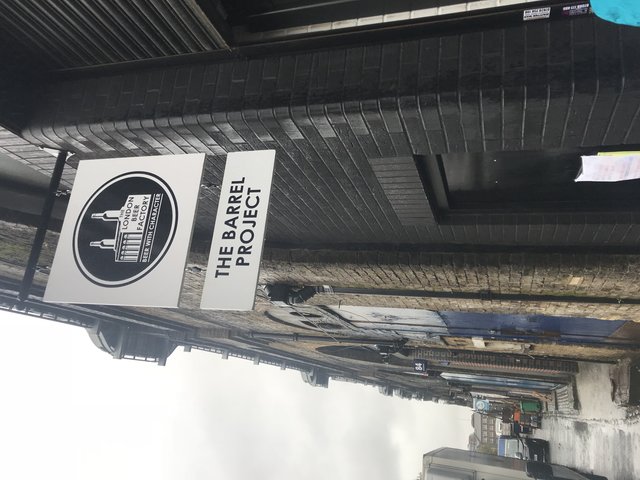 THE
LONDON
BEER
FACTORY
BEER WITH CHARACTER
THE BARREL
PROJECT